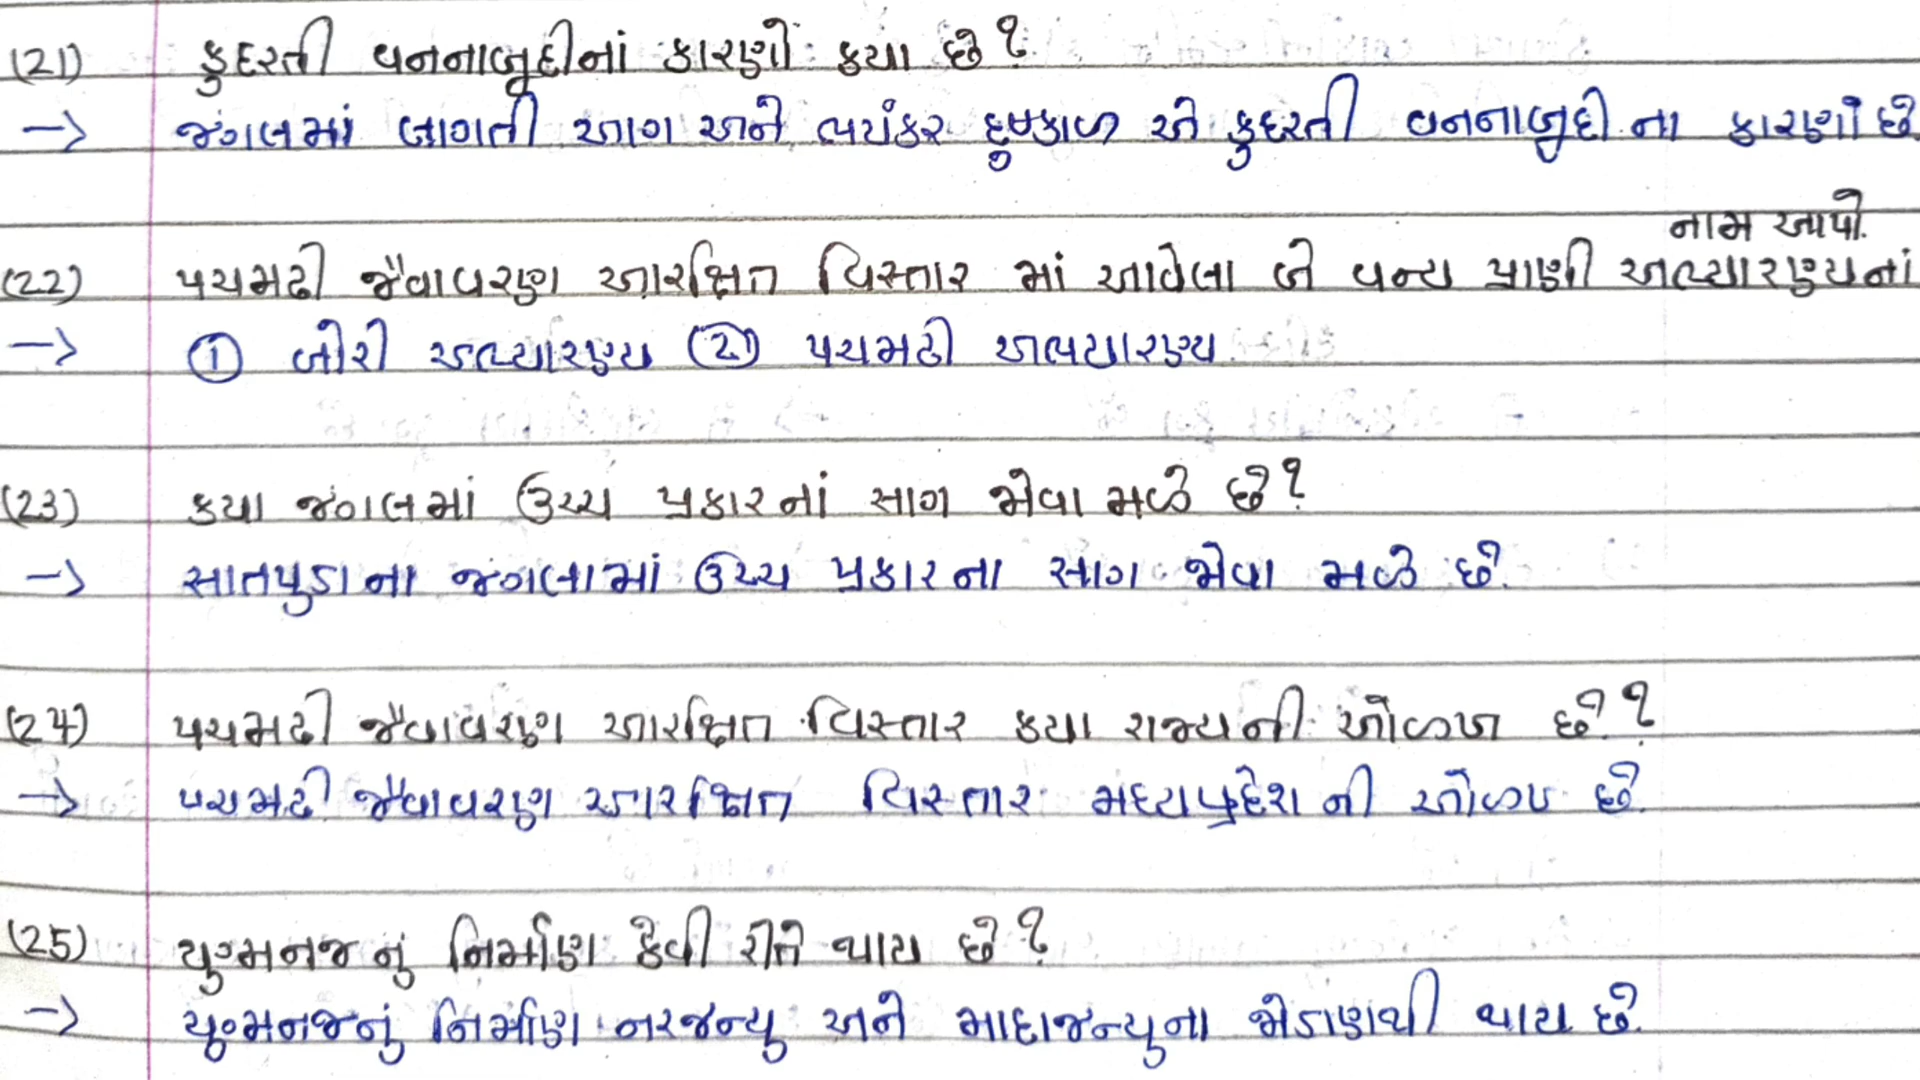 (21) કુદરતી વનનાબૂદીનાં કારણો કયા છે?
→ જંગલમાં લાગતી આગ અને ભયંકર દુષ્કાળ એ કુદરતી વનનાબુદી ના કારણો છે
નામ આપો.
(22) પચમઢી જૈવાવરણ આરક્ષિત વિસ્તાર માં આવેલા બે વન્ય પ્રાણી અભ્યારણ્યનાં
→ ① બોરી અભ્યારણ્ય ② પચમઢી અભયારણ્ય
(23) કયા જંગલમાં ઉચ્ચ પ્રકારનાં સાગ જોવા મળે છે?
→ સાતપુડાના જંગલામાં ઉચ્ચ પ્રકારના સાગ જોવા મળે છે.
(24) પચમઢી જૈવાવરણ આરક્ષિત વિસ્તાર કયા રાજ્યની ઓળખ છે?
→ પચમઢી જૈવાવરણ આરક્ષિત વિસ્તાર મધ્યપ્રદેશ ની ઓળખ છે.
(25) યુગ્મનજનું નિર્માણ કેવી રીતે થાય છે?
→ યુગ્મનજનું નિર્માણ નરજન્યુ અને માદાજન્યુના જોડાણથી થાય છે.